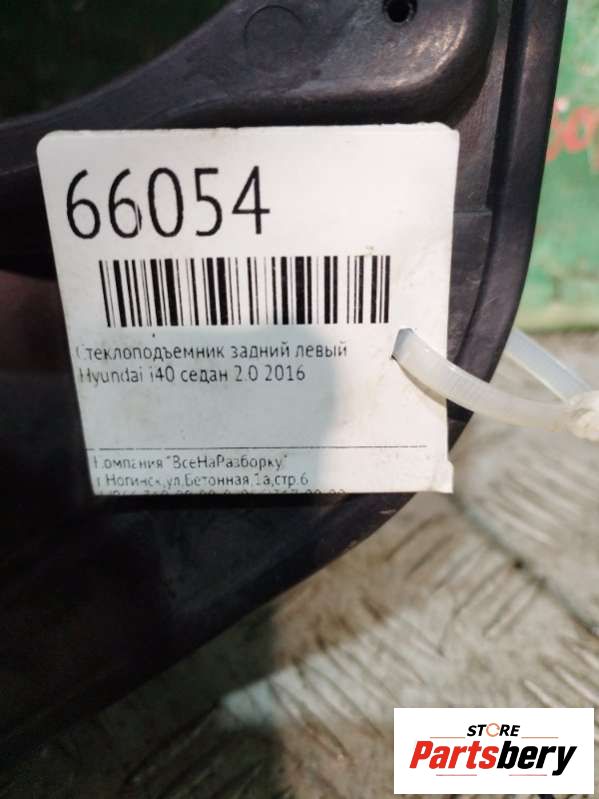 66054
Стеклоподъемник задний левый
Hyundai i40 седан 2.0 2016
Компания "ВсеНаРазборку"
г.Ногинск,ул.Бетонная,1а,стр.6
STORE
Partsbery